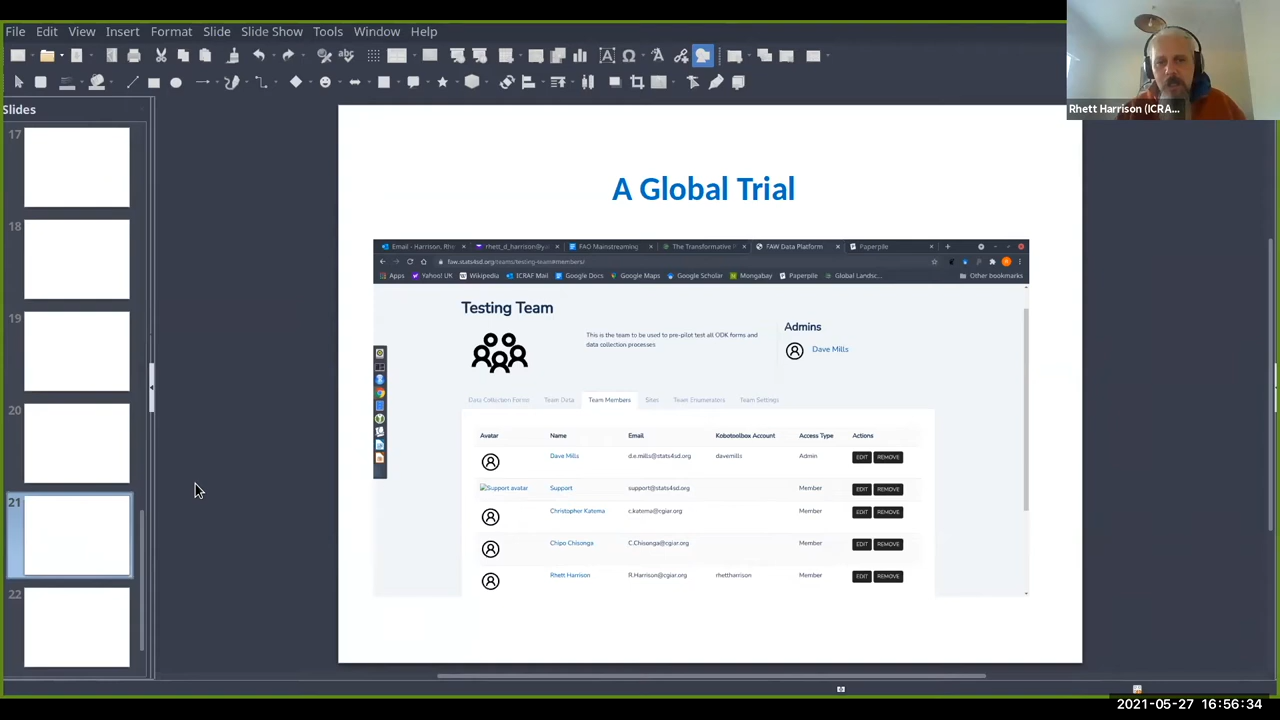 File Edit View Insert Format Slide Slide Show Tools Window Help
Rhett Harrison (ICRA...
Slides
17
18
19
20
21
22
A Global Trial
Email - Harrison, Rhe
rhett_d_harrison@ya
FAO Mainstreaming
The Transformative
FAW Data Platform
Paperpile
faw.stats4sd.org/teams/testing-team#members/
Apps Yahoo! UK Wikipedia ICRAF Mail Google Docs Google Maps Google Scholar Mongabay Paperpile Global Landsc... Other bookmarks
Testing Team
This is the team to be used to pre-pilot test all ODK forms and
data collection processes
Admins
Dave Mills
Data Collection Forms Team Data Team Members Sites Team Enumerators Team Settings
Avatar Name Email Kobotoolbox Account Access Type Actions
Dave Mills d.e.mills@stats4sd.org davemills Admin EDIT REMOVE
Support avatar Support support@stats4sd.org Member EDIT REMOVE
Christopher Katema c.katema@cgiar.org Member EDIT REMOVE
Chipo Chisonga C.Chisonga@cgiar.org Member EDIT REMOVE
Rhett Harrison R.Harrison@cgiar.org rhettharrison Member EDIT REMOVE
2021-05-27 16:56:34